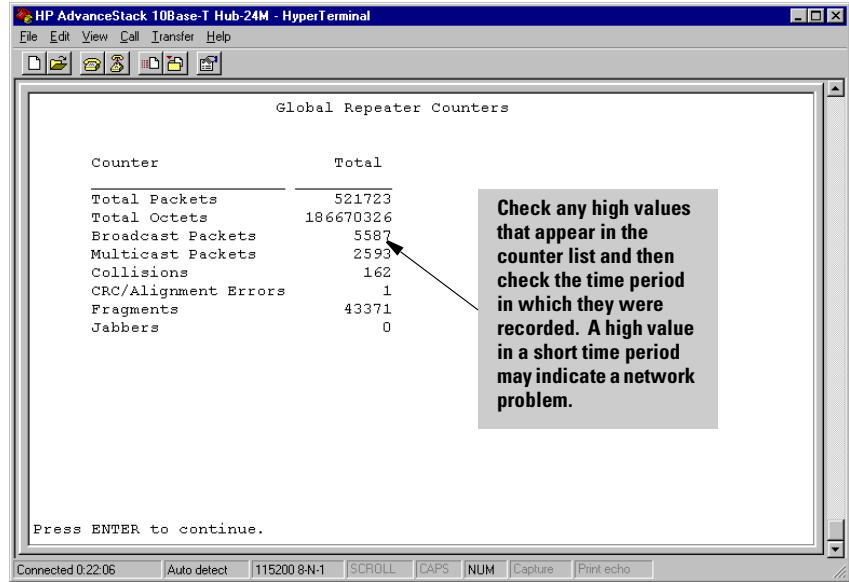 HP AdvanceStack 10Base-T Hub-24M - HyperTerminal
File Edit View Call Transfer Help
Global Repeater Counters
Counter Total
Total Packets 521723
Total Octets 186670326
Broadcast Packets 5587
Multicast Packets 2593
Collisions 162
CRC/Alignment Errors 1
Fragments 43371
Jabbers 0
Check any high values
that appear in the
counter list and then
check the time period
in which they were
recorded. A high value
in a short time period
may indicate a network
problem.
Press ENTER to continue.
Connected 0:22:06 Auto detect 115200 8-N-1 SCROLL CAPS NUM Capture Print echo